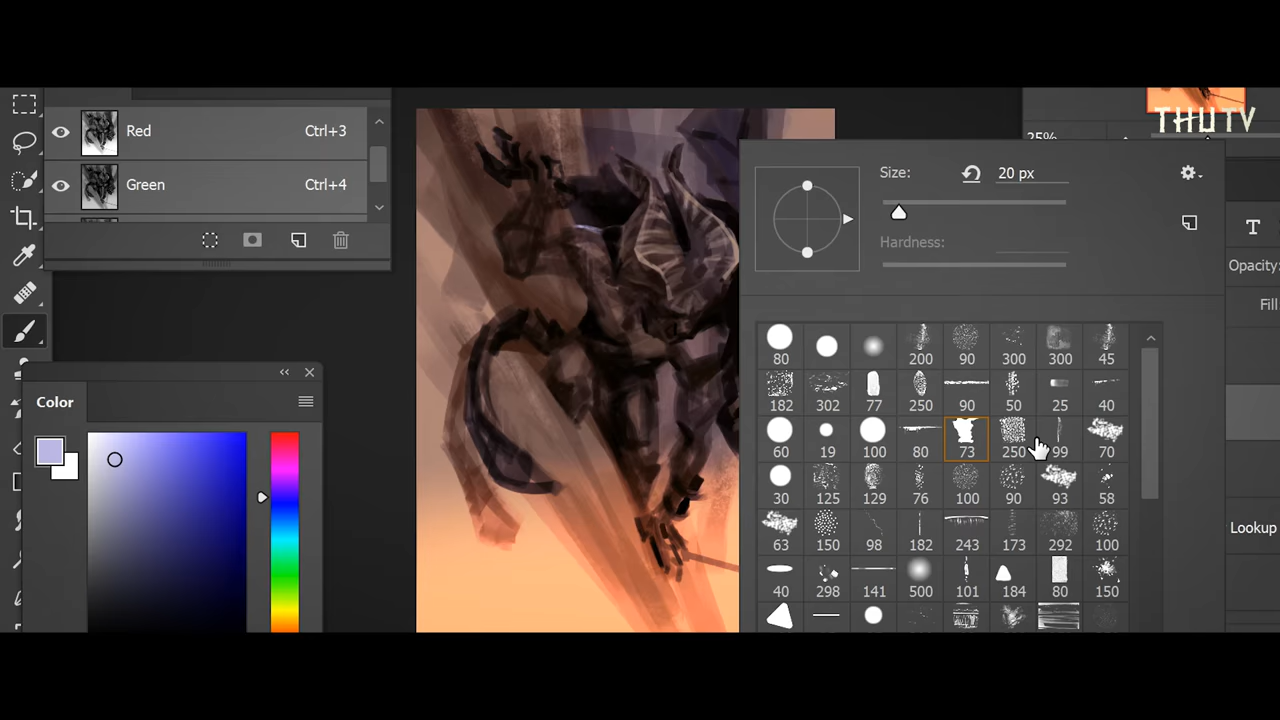 Red Ctrl+3
Green Ctrl+4
Color
THU TV
Size: 20 px
Hardness:
80 200 90 300 300 45
182 302 77 250 90 50 25 40
60 19 100 80 73 250 99 70
30 125 129 76 100 90 93 58
63 150 98 182 243 173 292 100
40 298 141 500 101 184 80 150
T
Opacity:
Fill
Lookup